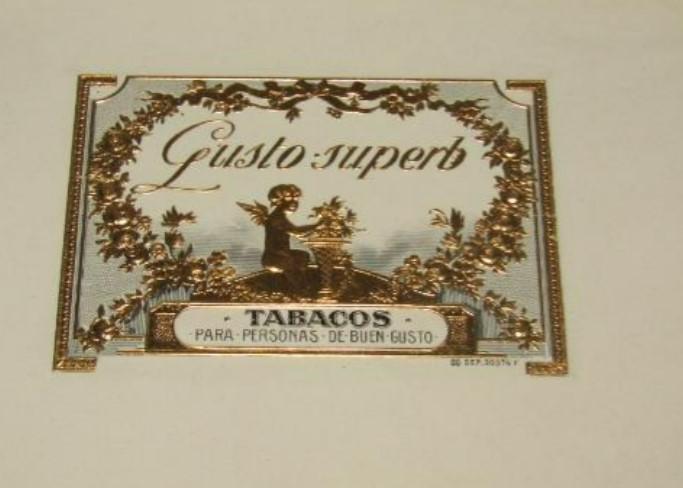 Gusto superb
TABACOS
PARA · PERSONAS · DE · BUEN · GUSTO